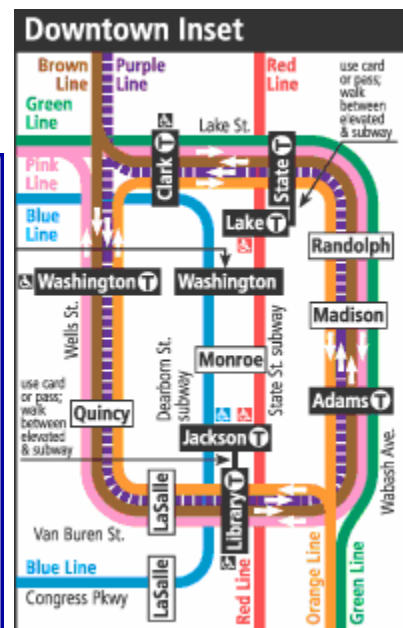 Downtown Inset
Brown
Line
Purple
Line
Red
Line
use card
or pass;
walk
between
elevated
& subway
Green
Line
Lake St.
Clark T
State T
Pink
Line
Lake T
Blue
Line
Randolph
Washington T
Washington
Madison
Wells St.
Dearborn St.
subway
Monroe
State St. subway
use card
or pass;
walk
between
elevated
& subway
Quincy
Adams T
Jackson T
Wabash Ave.
LaSalle
Library T
Van Buren St.
Blue Line
LaSalle
Congress Pkwy
Red Line
Orange Line
Green Line